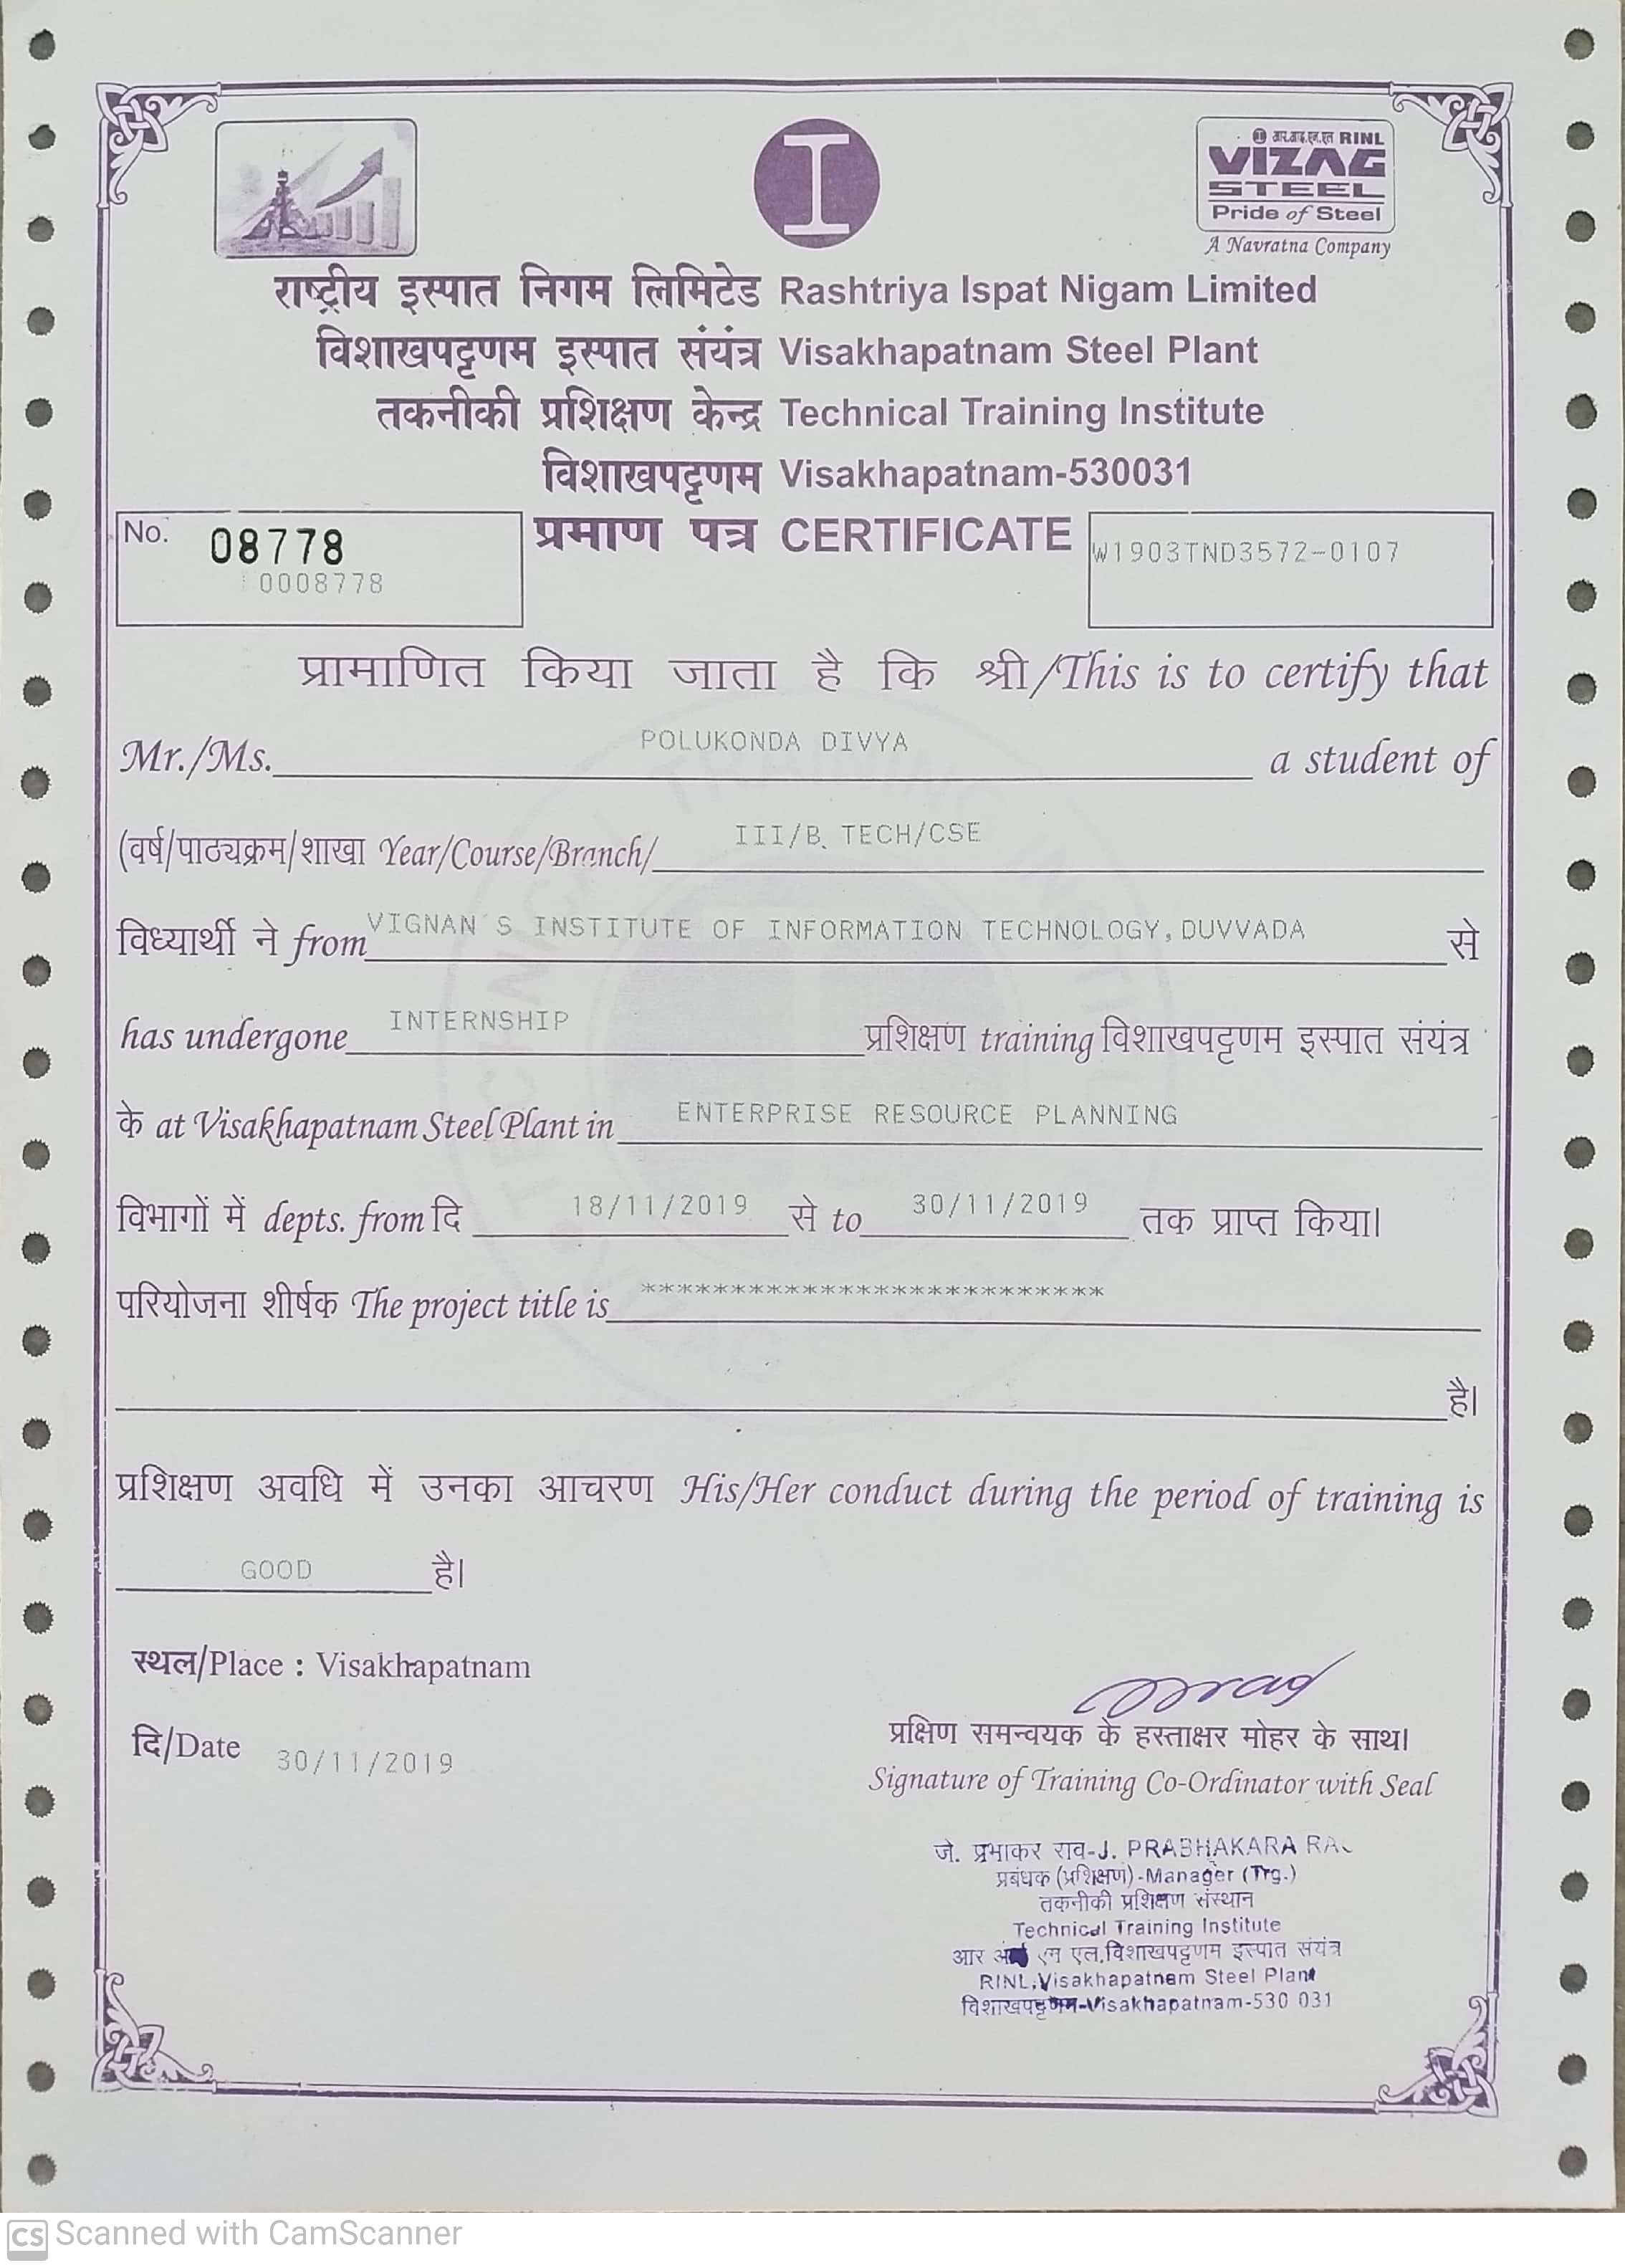 आर.आइ.एन.एल RINL
VIZAG
STEEL
Pride of Steel
A Navratna Company
राष्ट्रीय इस्पात निगम लिमिटेड Rashtriya Ispat Nigam Limited
विशाखपट्टणम इस्पात संयंत्र Visakhapatnam Steel Plant
तकनीकी प्रशिक्षण केन्द्र Technical Training Institute
विशाखपट्टणम Visakhapatnam-530031
प्रमाण पत्र CERTIFICATE
No. 08778
0008778
W1903TND3572-0107
प्रामाणित किया जाता है कि श्री/This is to certify that
Mr./Ms. POLUKONDA DIVYA a student of
(वर्ष/पाठ्यक्रम/शाखा Year/Course/Branch/ III/B. TECH/CSE
विध्यार्थी ने from VIGNAN'S INSTITUTE OF INFORMATION TECHNOLOGY, DUVVADA से
has undergone INTERNSHIP प्रशिक्षण training विशाखपट्टणम इस्पात संयंत्र
के at Visakhapatnam Steel Plant in ENTERPRISE RESOURCE PLANNING
विभागों में depts. from दि 18/11/2019 से to 30/11/2019 तक प्राप्त किया।
परियोजना शीर्षक The project title is **************************
है।
प्रशिक्षण अवधि में उनका आचरण His/Her conduct during the period of training is
GOOD है।
स्थल/Place : Visakhapatnam
दि/Date 30/11/2019
प्रक्षिण समन्वयक के हस्ताक्षर मोहर के साथ।
Signature of Training Co-Ordinator with Seal
जे. प्रभाकर राव-J. PRABHAKARA
प्रबंधक (प्रशिक्षण)-Manager (Trg.)
तकनीकी प्रशिक्षण संस्थान
Technical Training Institute
आर एन एल,विशाखपट्टणम इस्पात संयंत्र
RINL,Visakhapatnam Steel Plant
विशाखपट्टणम-Visakhapatnam-530 031
CS Scanned with CamScanner